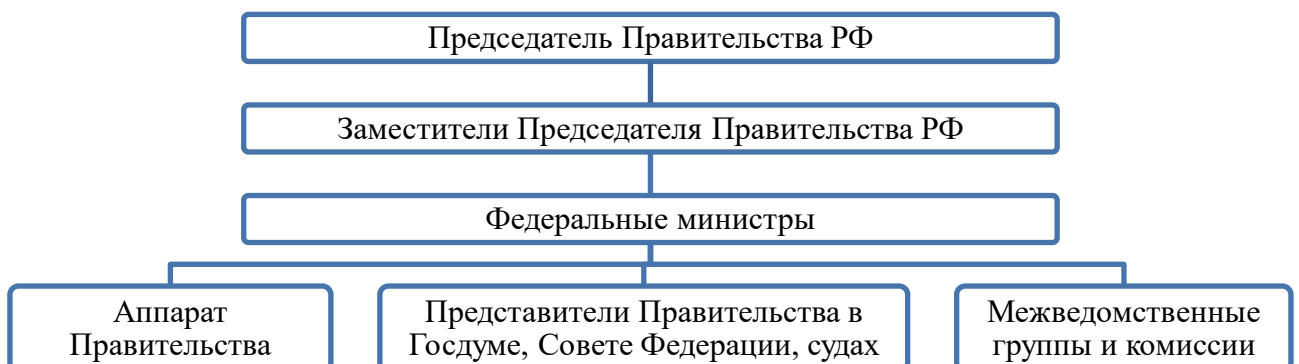 Председатель Правительства РФ
Заместители Председателя Правительства РФ
Федеральные министры
Аппарат
Правительства
Представители Правительства в
Госдуме, Совете Федерации, судах
Межведомственные
группы и комиссии